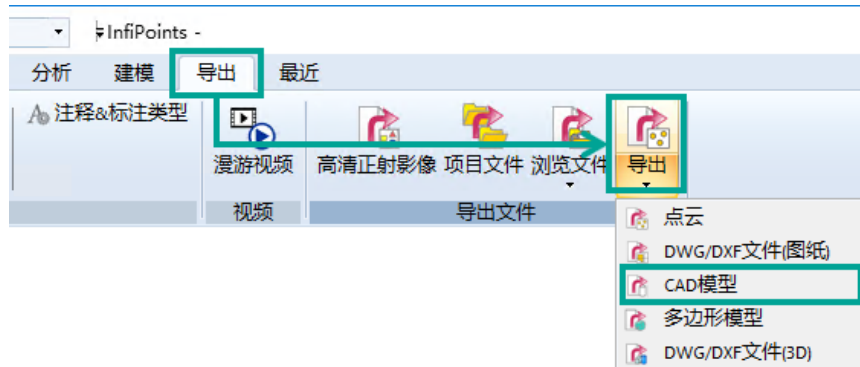 InfiPoints -
分析 建模 导出 最近
注释&标注类型
漫游视频 高清正射影像 项目文件 浏览文件 导出
视频 导出文件
点云
DWG/DXF文件(图纸)
CAD模型
多边形模型
DWG/DXF文件(3D)